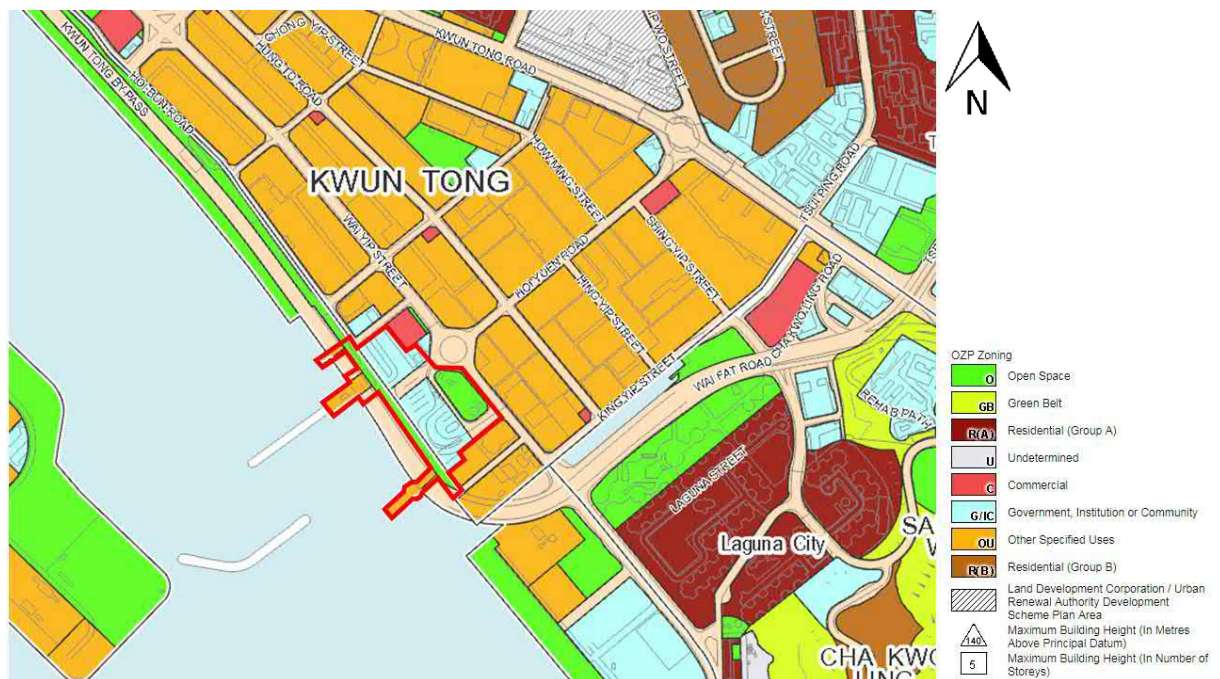 CHONG YIP STREET
HUNG TO ROAD
KWUN TONG ROAD
KWUN TONG BY-PASS
HOI BUN ROAD
KWUN TONG
HOW MING STREET
WAI YIP STREET
HOI YUEN ROAD
SHING YIP STREET
HING YIP STREET
TSUI PING ROAD
CHA KWO LING ROAD
KING YIP STREET
WAI FAT ROAD
REHAB PATH
LAGUNA STREET
Laguna City
CHA KWO
LING
N
OZP Zoning
O Open Space
GB Green Belt
R(A) Residential (Group A)
U Undetermined
C Commercial
G/IC Government, Institution or Community
OU Other Specified Uses
R(B) Residential (Group B)
Land Development Corporation / Urban
Renewal Authority Development
Scheme Plan Area
140 Maximum Building Height (In Metres
Above Principal Datum)
5 Maximum Building Height (In Number of
Storeys)